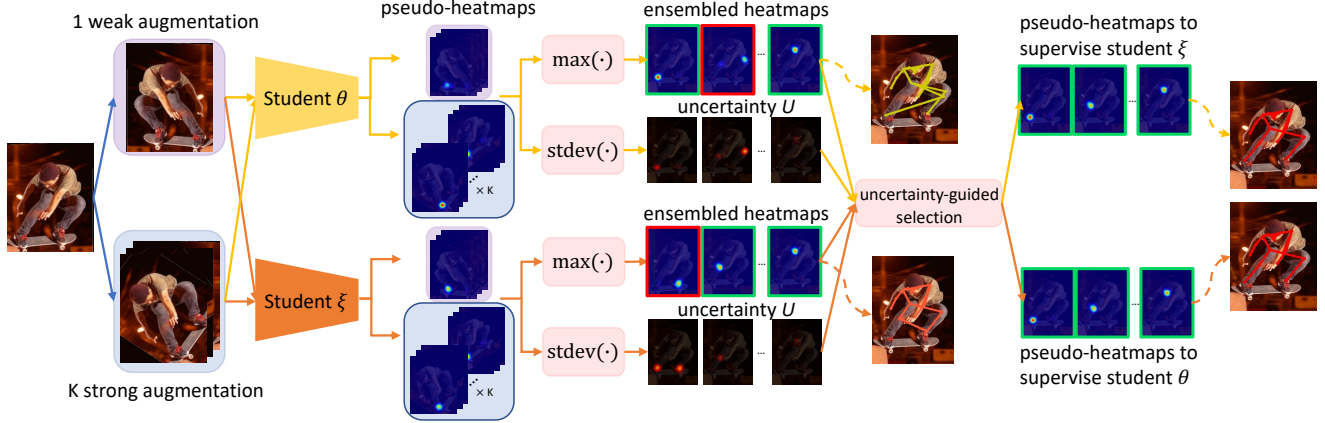 1 weak augmentation
K strong augmentation
Student θ
Student ξ
pseudo-heatmaps
× K
× K
max(·)
stdev(·)
max(·)
stdev(·)
ensembled heatmaps
...
uncertainty U
...
ensembled heatmaps
...
uncertainty U
...
uncertainty-guided
selection
pseudo-heatmaps to
supervise student ξ
...
...
pseudo-heatmaps to
supervise student θ